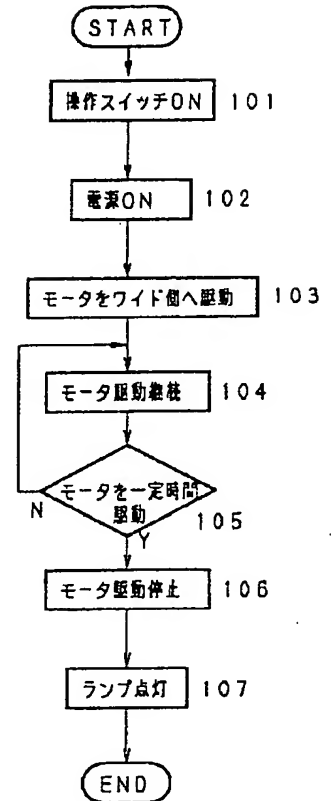 START
操作スイッチON 101
電源ON 102
モータをワイド側へ駆動 103
モータ駆動継続 104
モータを一定時間
駆動 105
N
Y
モータ駆動停止 106
ランプ点灯 107
END